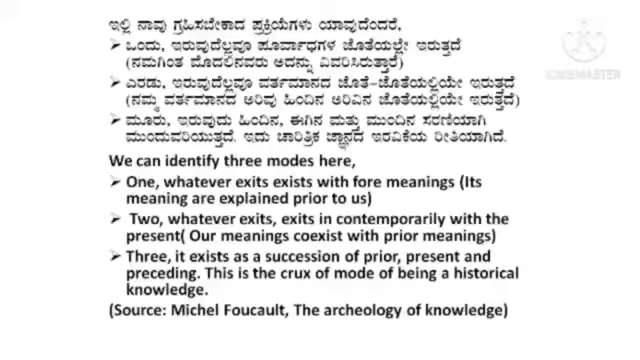 ಇಲ್ಲಿ ನಾವು ಗ್ರಹಿಸಬೇಕಾದ ಪ್ರಕ್ರಿಯೆಗಳು ಯಾವುದೆಂದರೆ,
➢ ಒಂದು, ಇರುವುದೆಲ್ಲವೂ ಪೂರ್ವಾರ್ಧಗಳ ಜೊತೆಯಲ್ಲೇ ಇರುತ್ತದೆ
(ನಮಗಿಂತ ಮೊದಲಿನವರು ಅದನ್ನು ವಿವರಿಸಿರುತ್ತಾರೆ)
➢ ಎರಡು, ಇರುವುದೆಲ್ಲವೂ ವರ್ತಮಾನದ ಜೊತೆ-ಜೊತೆಯಲ್ಲಿಯೇ ಇರುತ್ತದೆ
(ನಮ್ಮ ವರ್ತಮಾನದ ಅರಿವು ಹಿಂದಿನ ಅರಿವಿನ ಜೊತೆಯಲ್ಲಿಯೇ ಇರುತ್ತದೆ)
➢ ಮೂರು, ಇರುವುದು ಹಿಂದಿನ, ಈಗಿನ ಮತ್ತು ಮುಂದಿನ ಸರಣಿಯಾಗಿ
ಮುಂದುವರಿಯುತ್ತದೆ. ಇದು ಚಾರಿತ್ರಿಕ ಜ್ಞಾನದ ಇರವಿಕೆಯ ರೀತಿಯಾಗಿದೆ.
We can identify three modes here,
➢ One, whatever exits exists with fore meanings (Its
meaning are explained prior to us)
➢ Two, whatever exits, exits in contemporarily with the
present( Our meanings coexist with prior meanings)
➢ Three, it exists as a succession of prior, present and
preceding. This is the crux of mode of being a historical
knowledge.
(Source: Michel Foucault, The archeology of knowledge)
KINEMASTER